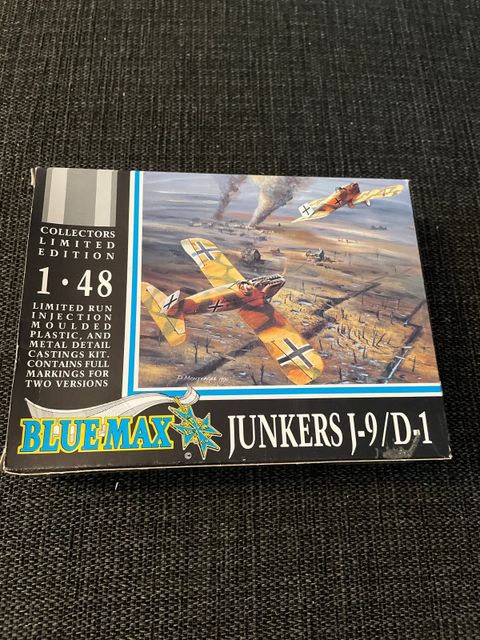 COLLECTORS
LIMITED
EDITION
1·48
LIMITED RUN
INJECTION
MOULDED
PLASTIC, AND
METAL DETAIL
CASTINGS KIT.
CONTAINS FULL
MARKINGS FOR
TWO VERSIONS
BLUE·MAX
©
JUNKERS J-9/D-1